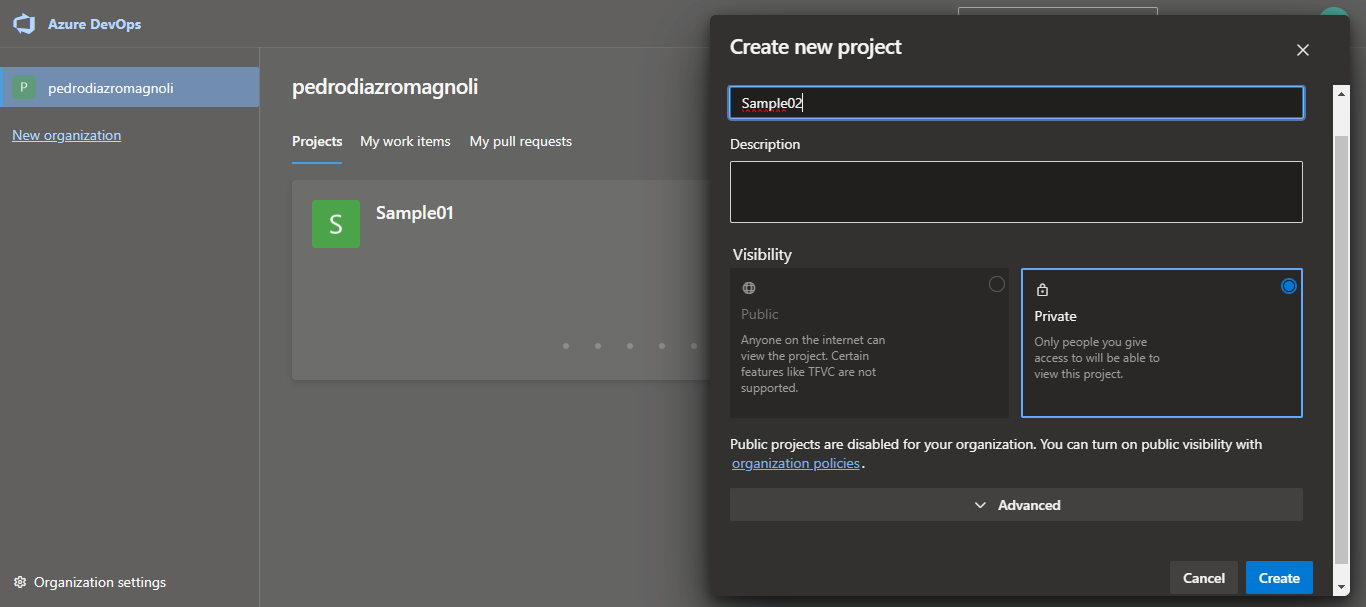 Azure DevOps
P pedrodiazromagnoli
New organization
Organization settings
pedrodiazromagnoli
Projects My work items My pull requests
S Sample01
Create new project
Sample02
Description
Visibility
Public
Anyone on the internet can
view the project. Certain
features like TFVC are not
supported.
Private
Only people you give
access to will be able to
view this project.
Public projects are disabled for your organization. You can turn on public visibility with
organization policies.
Advanced
Cancel Create